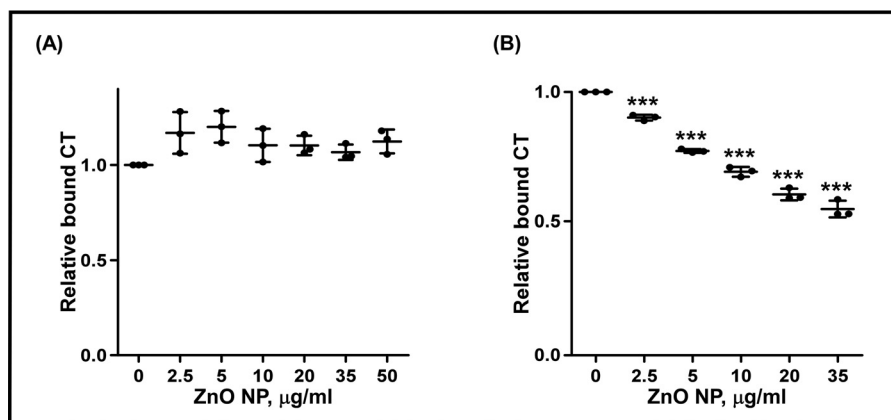 (A)
Relative bound CT
1.0
0.5
0.0
0 2.5 5 10 20 35 50
ZnO NP, μg/ml
(B)
Relative bound CT
1.0
0.5
0.0
*** *** *** *** ***
0 2.5 5 10 20 35
ZnO NP, μg/ml